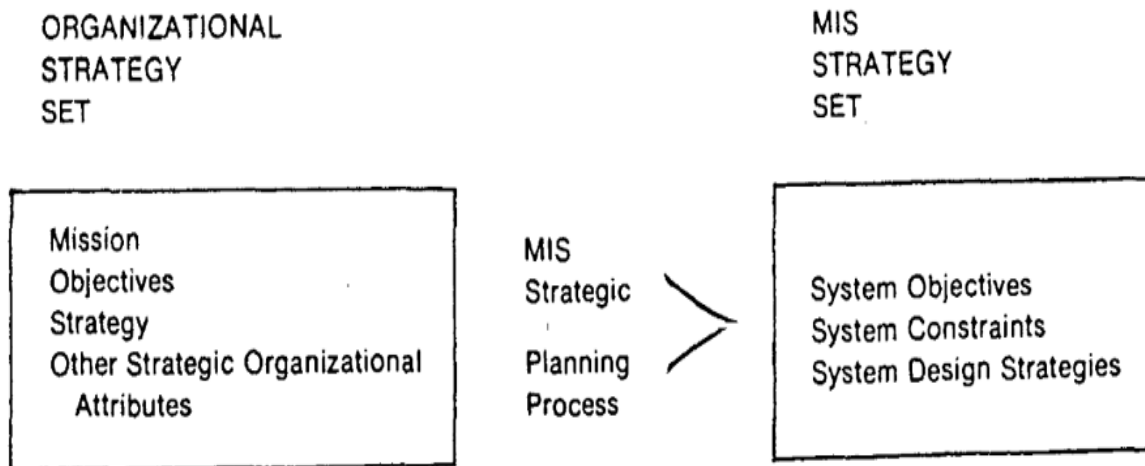 ORGANIZATIONAL
STRATEGY
SET
MIS
STRATEGY
SET
Mission
Objectives
Strategy
Other Strategic Organizational
Attributes
MIS
Strategic
Planning
Process
System Objectives
System Constraints
System Design Strategies